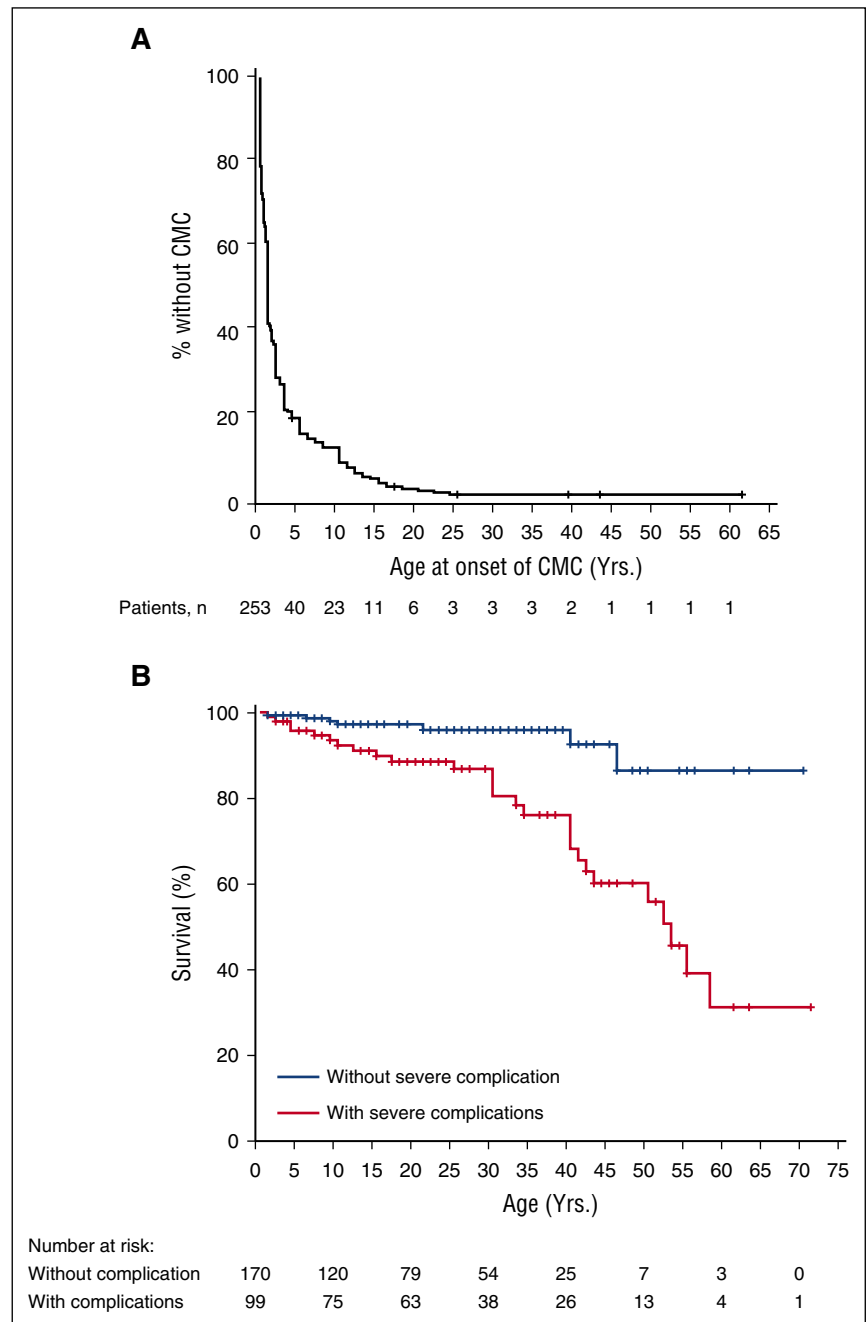 A
100
80
60
40
20
0
% without CMC
0 5 10 15 20 25 30 35 40 45 50 55 60 65
Age at onset of CMC (Yrs.)
Patients, n 253 40 23 11 6 3 3 3 2 1 1 1 1
B
100
80
60
40
20
0
Survival (%)
Without severe complication
With severe complications
0 5 10 15 20 25 30 35 40 45 50 55 60 65 70 75
Age (Yrs.)
Number at risk:
Without complication 170 120 79 54 25 7 3 0
With complications 99 75 63 38 26 13 4 1